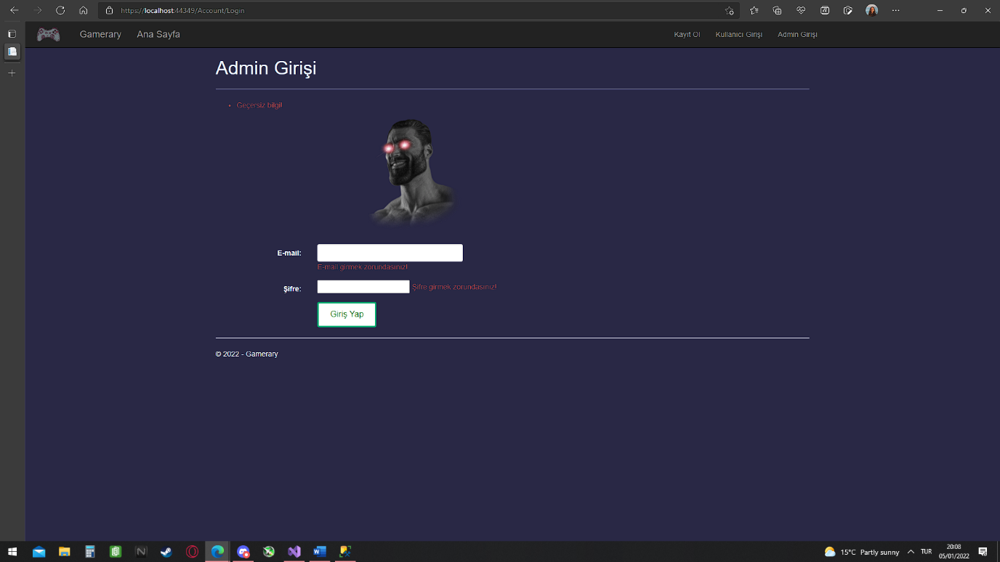 https://localhost:44349/Account/Login
Gamerary
Ana Sayfa
Kayıt Ol
Kullanıcı Girişi
Admin Girişi
Admin Girişi
Geçersiz bilgi!
E-mail:
E-mail girmek zorundasınız!
Şifre:
Şifre girmek zorundasınız!
Giriş Yap
© 2022 - Gamerary
15°C Partly sunny
TUR
20:08
05/01/2022